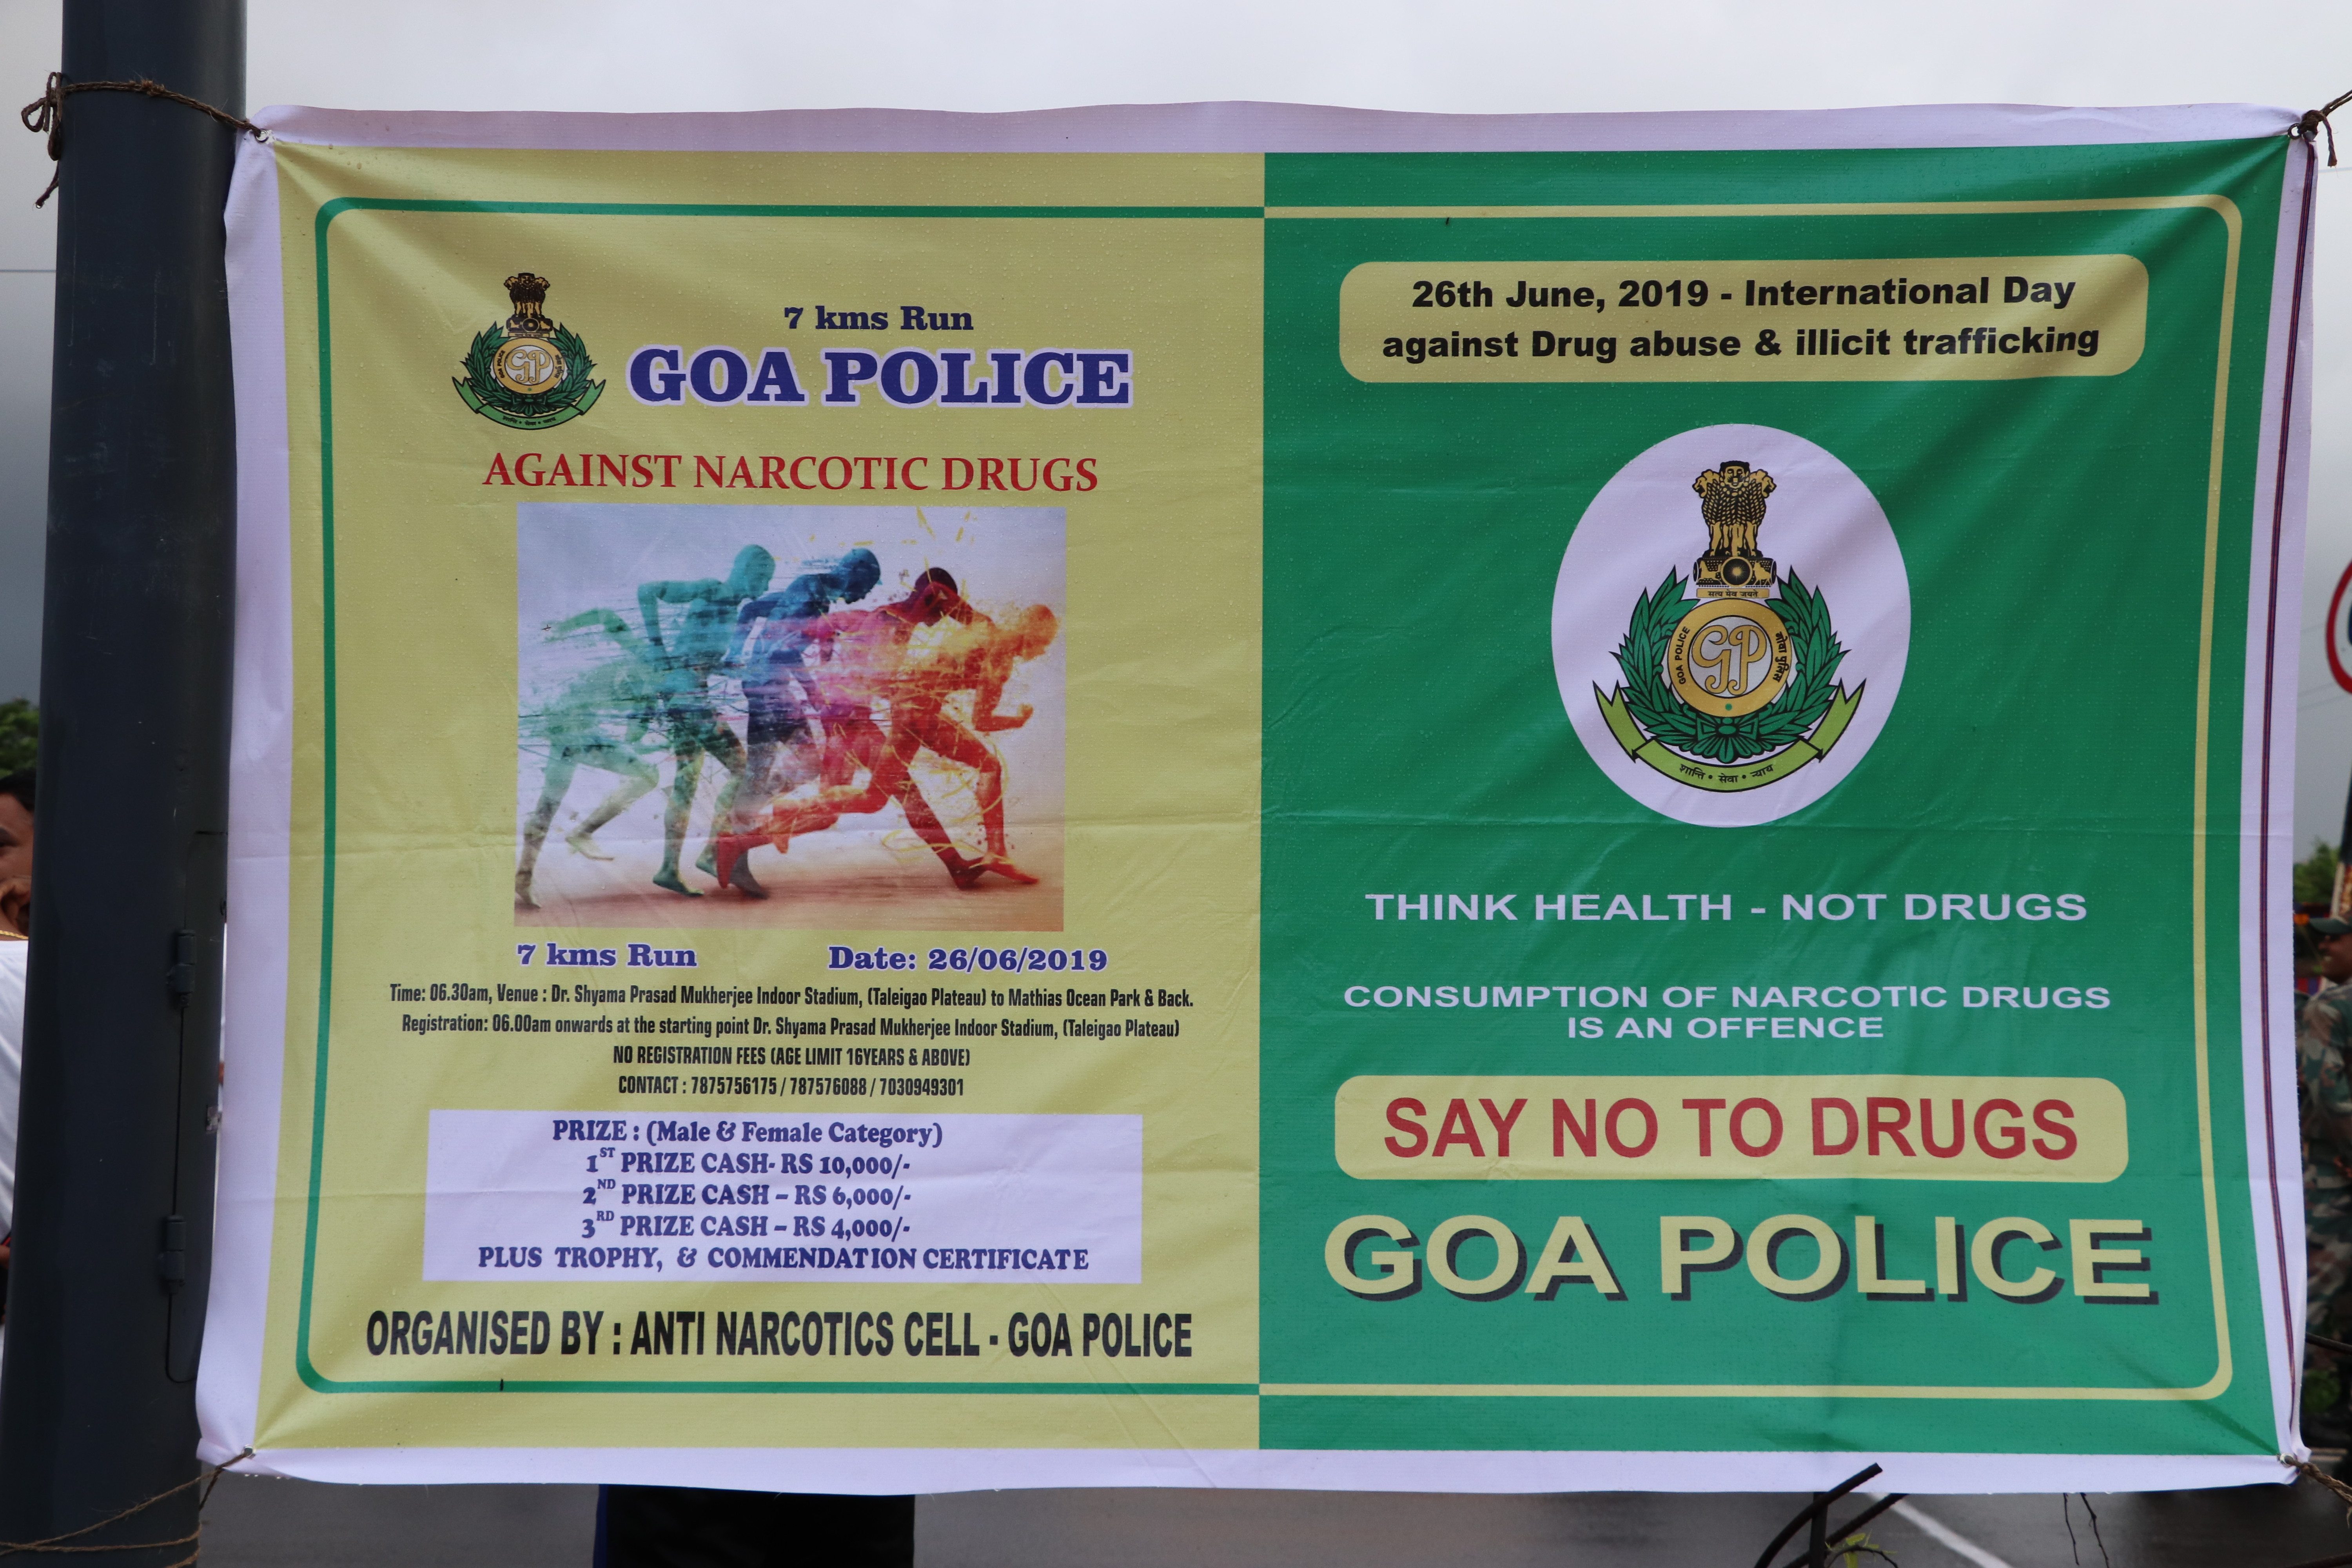 7 kms Run
GOA POLICE
AGAINST NARCOTIC DRUGS
7 kms Run Date: 26/06/2019
Time: 06.30am, Venue : Dr. Shyama Prasad Mukherjee Indoor Stadium, (Taleigao Plateau) to Mathias Ocean Park & Back.
Registration: 06.00am onwards at the starting point Dr. Shyama Prasad Mukherjee Indoor Stadium, (Taleigao Plateau)
NO REGISTRATION FEES (AGE LIMIT 16YEARS & ABOVE)
CONTACT : 7875756175 / 787576088 / 7030949301
PRIZE : (Male & Female Category)
1ST PRIZE CASH- RS 10,000/-
2ND PRIZE CASH – RS 6,000/-
3RD PRIZE CASH – RS 4,000/-
PLUS TROPHY, & COMMENDATION CERTIFICATE
ORGANISED BY : ANTI NARCOTICS CELL - GOA POLICE
26th June, 2019 - International Day
against Drug abuse & illicit trafficking
सत्यमेव जयते
GOA POLICE
GP
गोवा पुलिस
शान्ति • सेवा • न्याय
THINK HEALTH - NOT DRUGS
CONSUMPTION OF NARCOTIC DRUGS
IS AN OFFENCE
SAY NO TO DRUGS
GOA POLICE